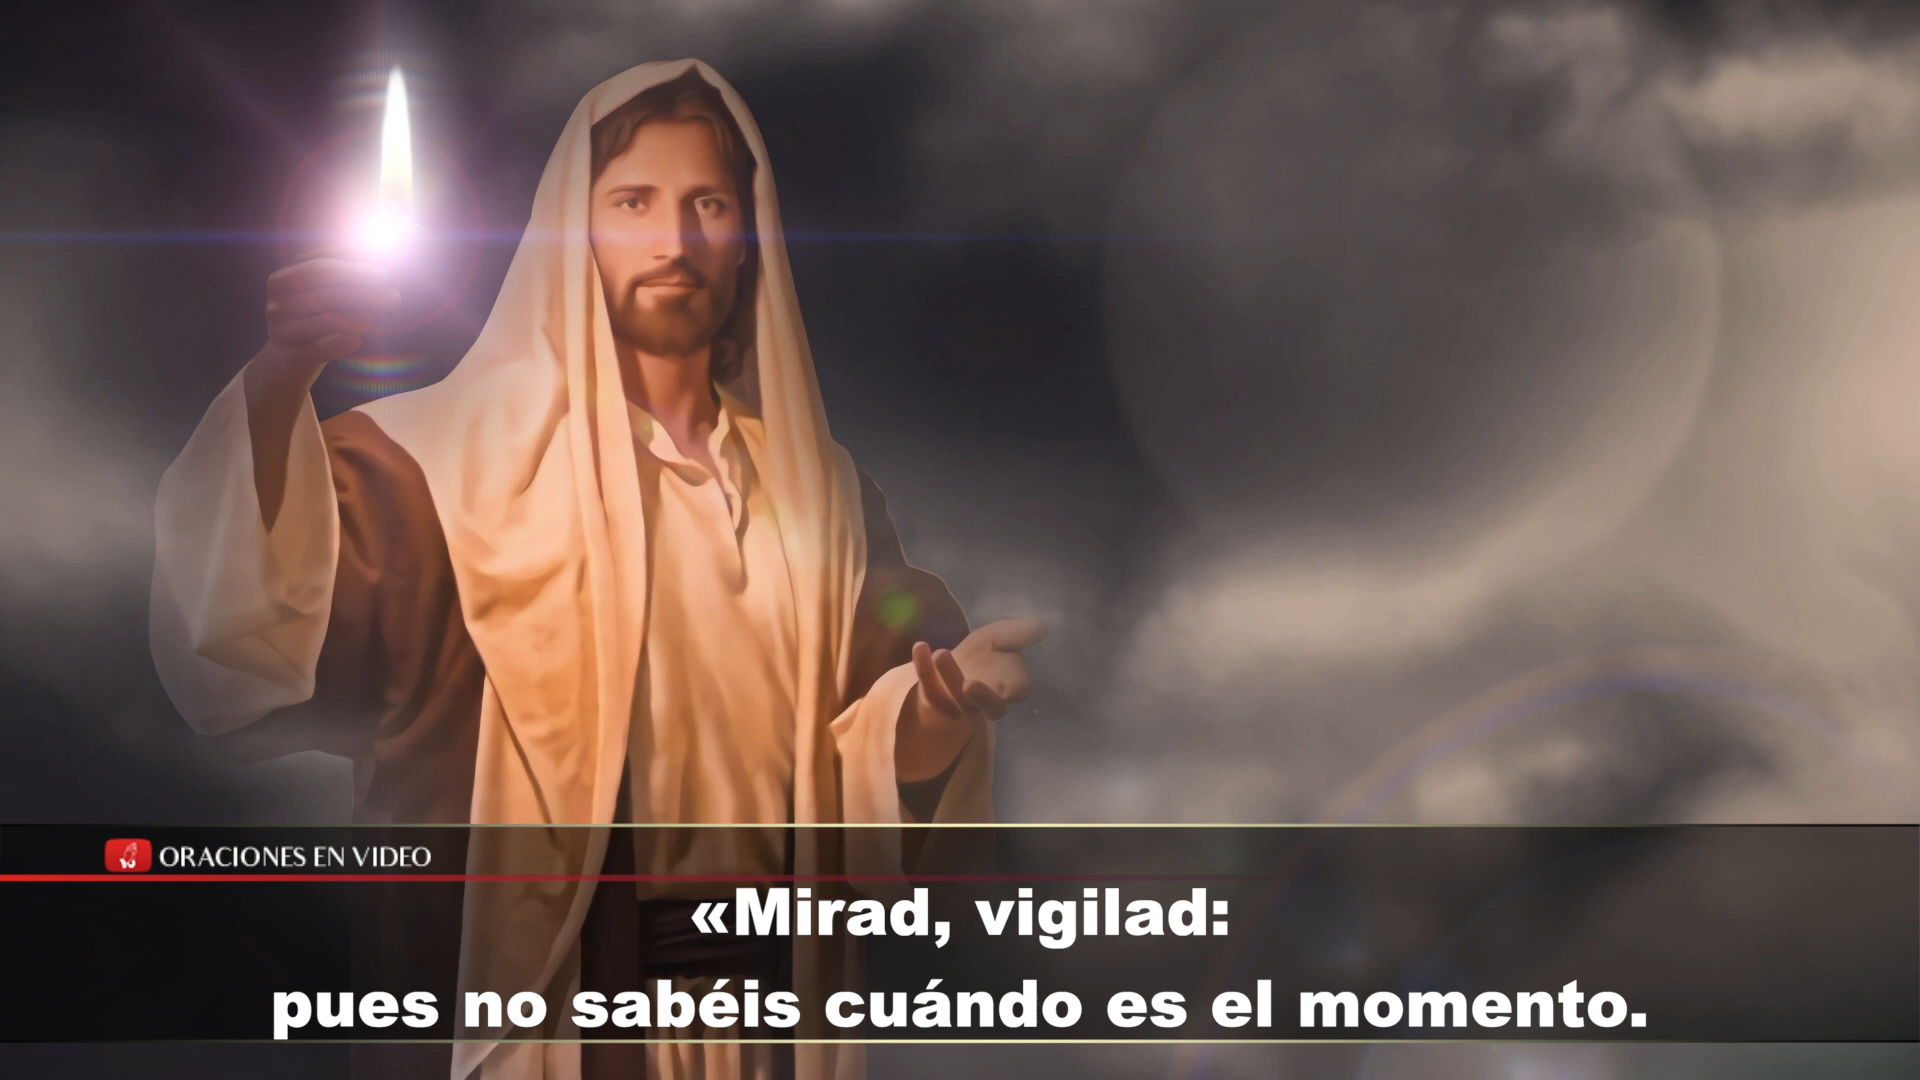 ORACIONES EN VIDEO
«Mirad, vigilad:
pues no sabéis cuándo es el momento.